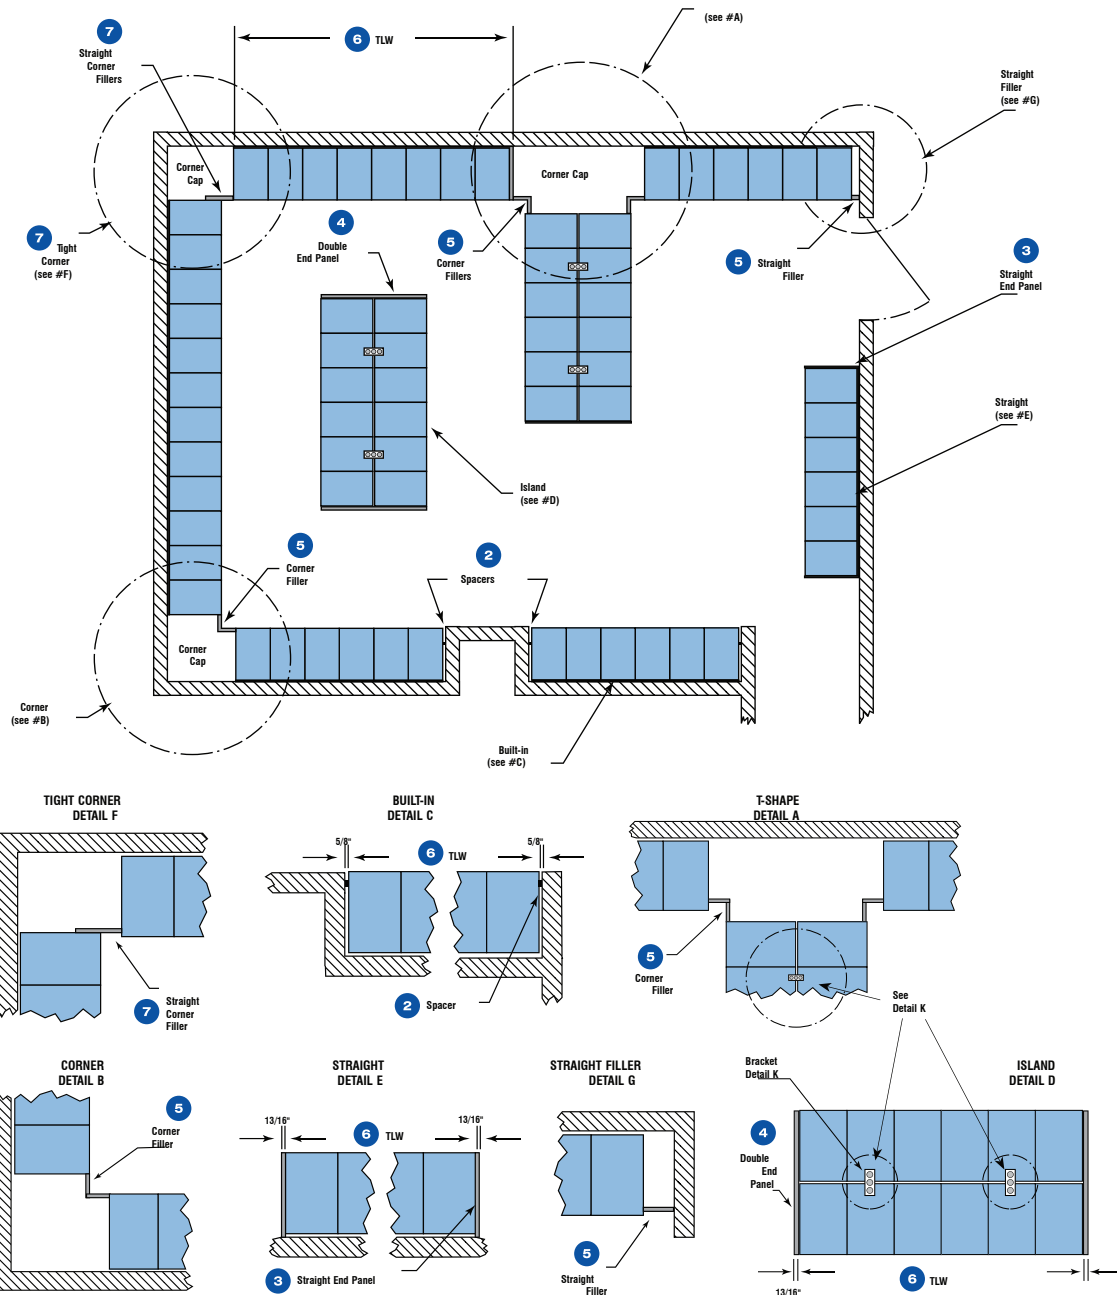 (see #A)
7
Straight
Corner
Fillers
6 TLW
Straight
Filler
(see #G)
Corner
Cap
Corner Cap
4
Double
End Panel
5
Corner
Fillers
5 Straight
Filler
3
Straight
End Panel
7 Tight
Corner
(see #F)
Straight
(see #E)
Island
(see #D)
5
Corner
Filler
2
Spacers
Corner
Cap
Corner
(see #B)
Built-in
(see #C)
TIGHT CORNER
DETAIL F
7 Straight
Corner
Filler
BUILT-IN
DETAIL C
5/8"
6 TLW
5/8"
2 Spacer
T-SHAPE
DETAIL A
5
Corner
Filler
See
Detail K
CORNER
DETAIL B
5
Corner
Filler
STRAIGHT
DETAIL E
13/16"
6 TLW
13/16"
3 Straight End Panel
STRAIGHT FILLER
DETAIL G
5
Straight
Filler
Bracket
Detail K
ISLAND
DETAIL D
4
Double
End
Panel
13/16"
6 TLW